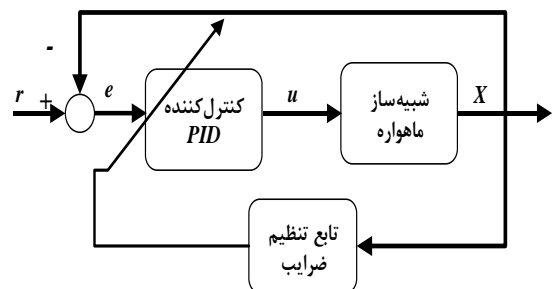 -
r
+
e
کنترل‌کننده
PID
u
شبیه‌ساز
ماهواره
X
تابع تنظیم
ضرایب